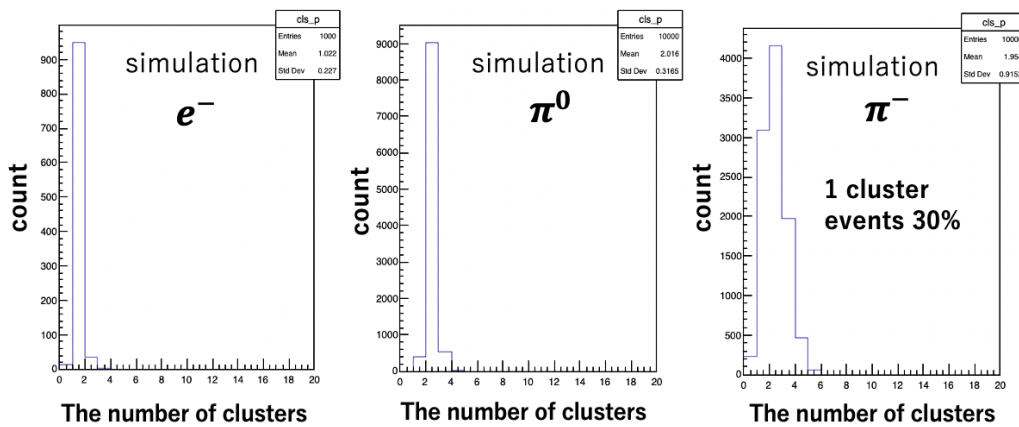 cls_p
Entries 1000
Mean 1.022
Std Dev 0.227
simulation
e⁻
count
900
800
700
600
500
400
300
200
100
0
0 2 4 6 8 10 12 14 16 18 20
The number of clusters
cls_p
Entries 10000
Mean 2.016
Std Dev 0.3165
simulation
π⁰
count
9000
8000
7000
6000
5000
4000
3000
2000
1000
0
0 2 4 6 8 10 12 14 16 18 20
The number of clusters
cls_p
Entries 1000
Mean 1.95
Std Dev 0.915
simulation
π⁻
1 cluster
events 30%
count
4000
3500
3000
2500
2000
1500
1000
500
0
0 2 4 6 8 10 12 14 16 18 20
The number of clusters